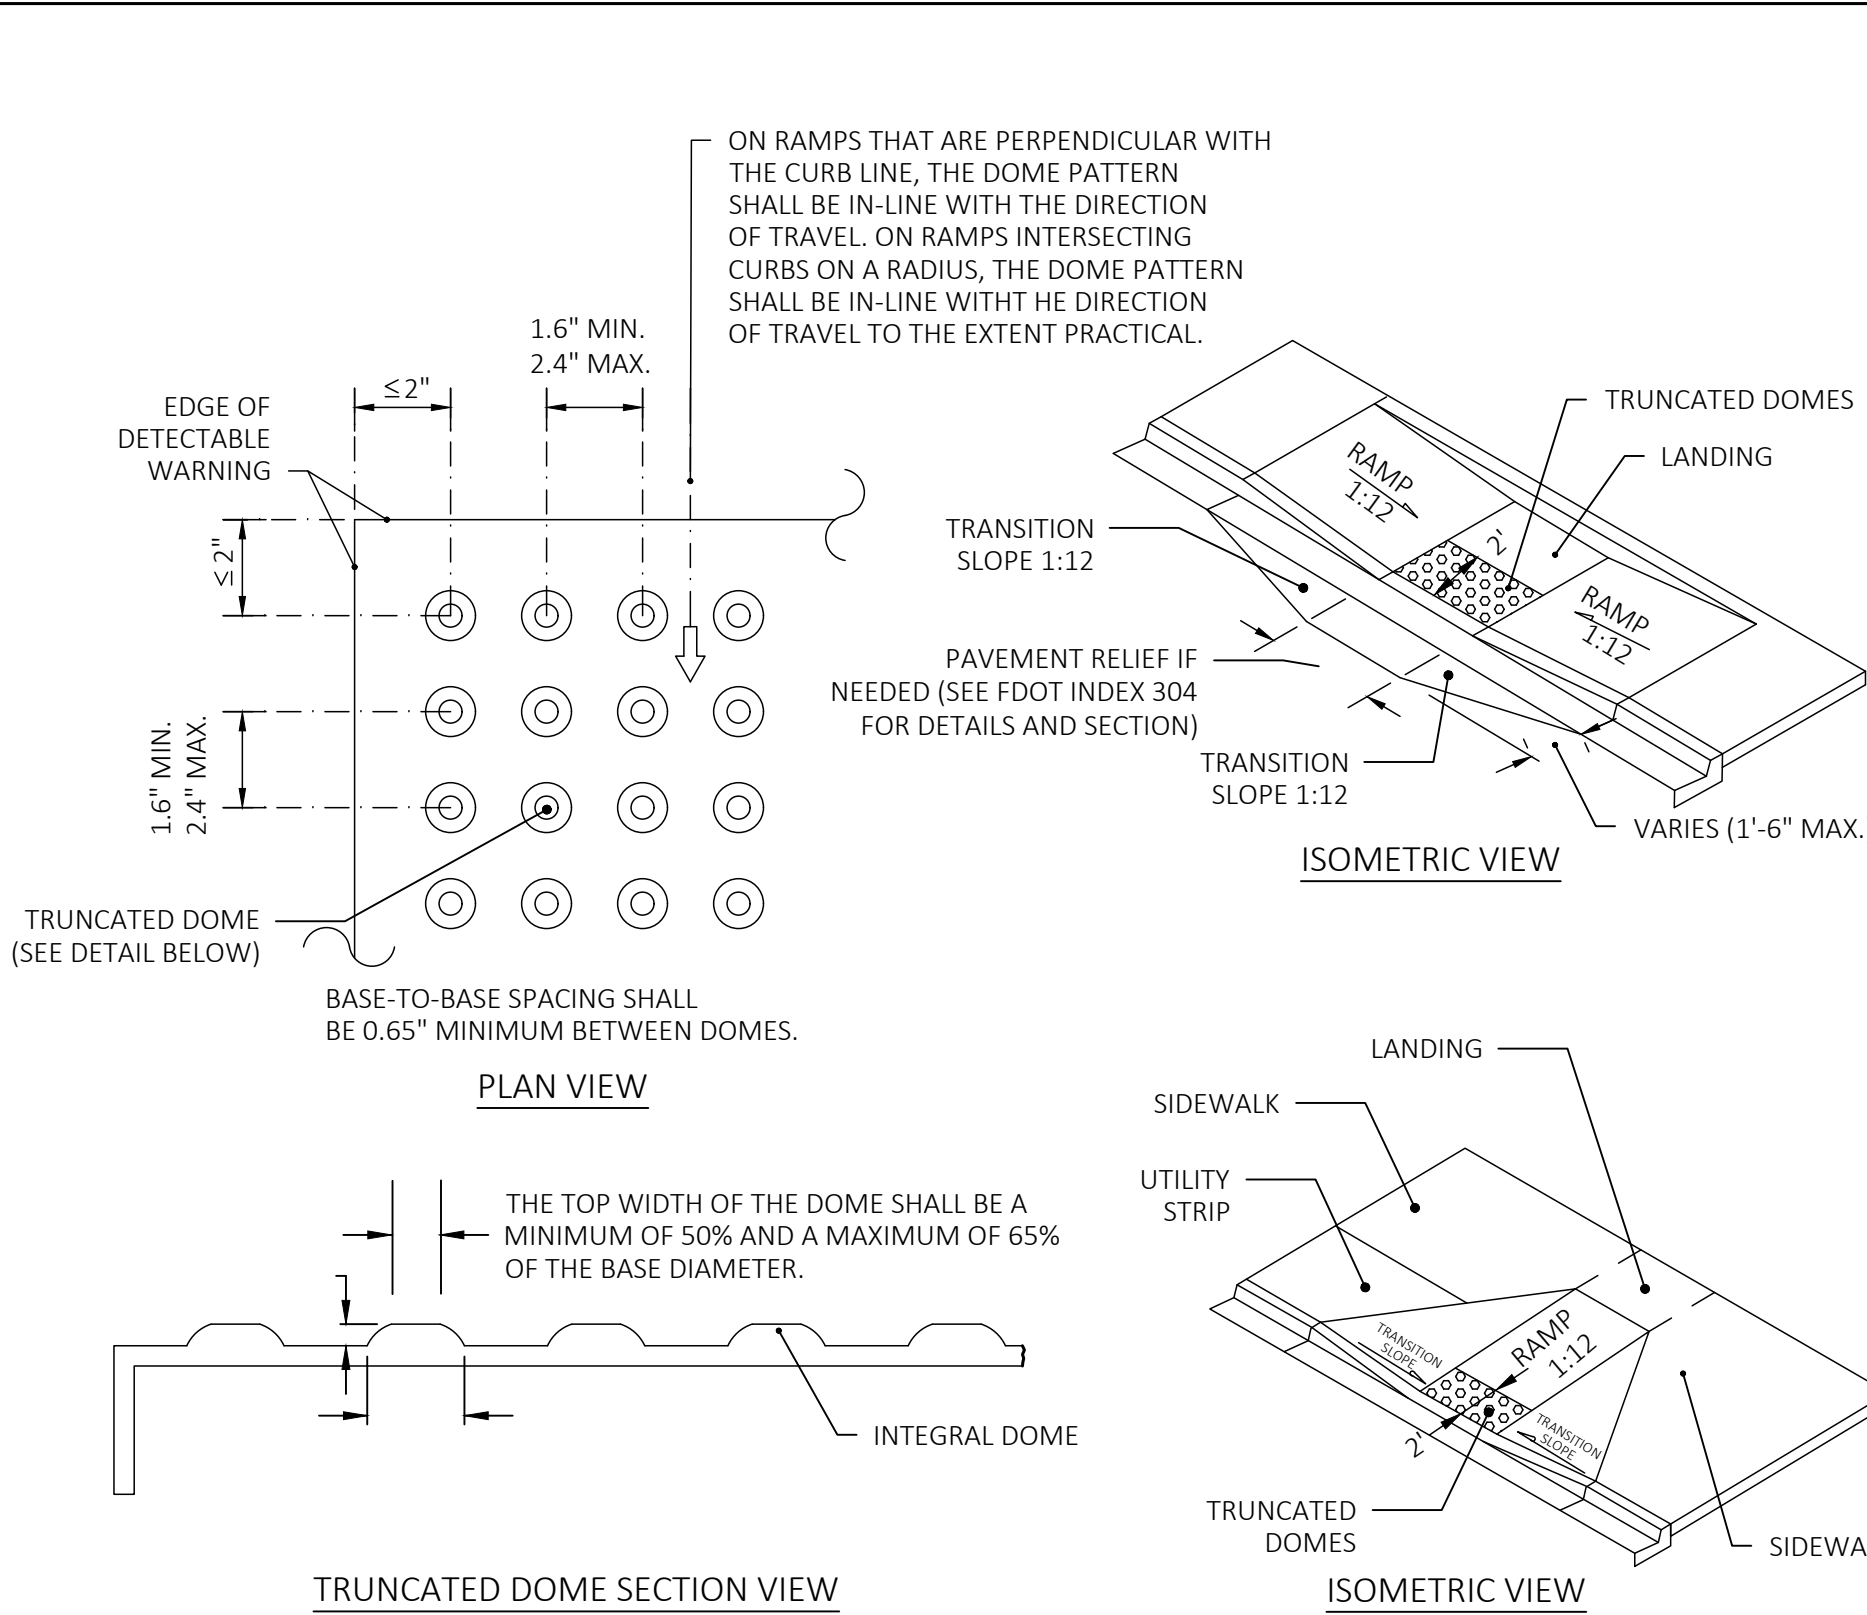 ON RAMPS THAT ARE PERPENDICULAR WITH
THE CURB LINE, THE DOME PATTERN
SHALL BE IN-LINE WITH THE DIRECTION
OF TRAVEL. ON RAMPS INTERSECTING
CURBS ON A RADIUS, THE DOME PATTERN
SHALL BE IN-LINE WITHT HE DIRECTION
OF TRAVEL TO THE EXTENT PRACTICAL.
1.6" MIN.
2.4" MAX.
≤2"
EDGE OF
DETECTABLE
WARNING
≤2"
1.6" MIN.
2.4" MAX.
TRUNCATED DOME
(SEE DETAIL BELOW)
BASE-TO-BASE SPACING SHALL
BE 0.65" MINIMUM BETWEEN DOMES.
PLAN VIEW
TRUNCATED DOMES
LANDING
RAMP
1:12
2'
RAMP
1:12
TRANSITION
SLOPE 1:12
PAVEMENT RELIEF IF
NEEDED (SEE FDOT INDEX 304
FOR DETAILS AND SECTION)
TRANSITION
SLOPE 1:12
VARIES (1'-6" MAX.
ISOMETRIC VIEW
THE TOP WIDTH OF THE DOME SHALL BE A
MINIMUM OF 50% AND A MAXIMUM OF 65%
OF THE BASE DIAMETER.
INTEGRAL DOME
TRUNCATED DOME SECTION VIEW
LANDING
SIDEWALK
UTILITY
STRIP
TRANSITION
SLOPE
RAMP
1:12
TRANSITION
SLOPE
2'
TRUNCATED
DOMES
SIDEWA
ISOMETRIC VIEW